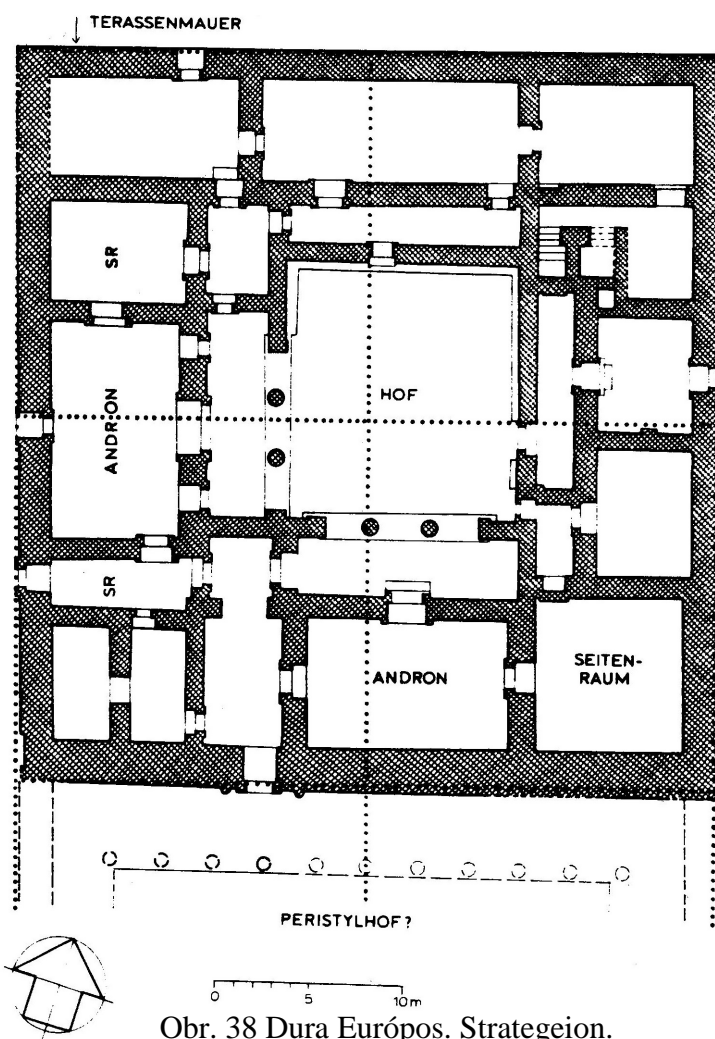 TERASSENMAUER
SR
ANDRON
HOF
SR
ANDRON
SEITEN-
RAUM
PERISTYLHOF?
0 5 10m
Obr. 38 Dura Európos. Strategeion.